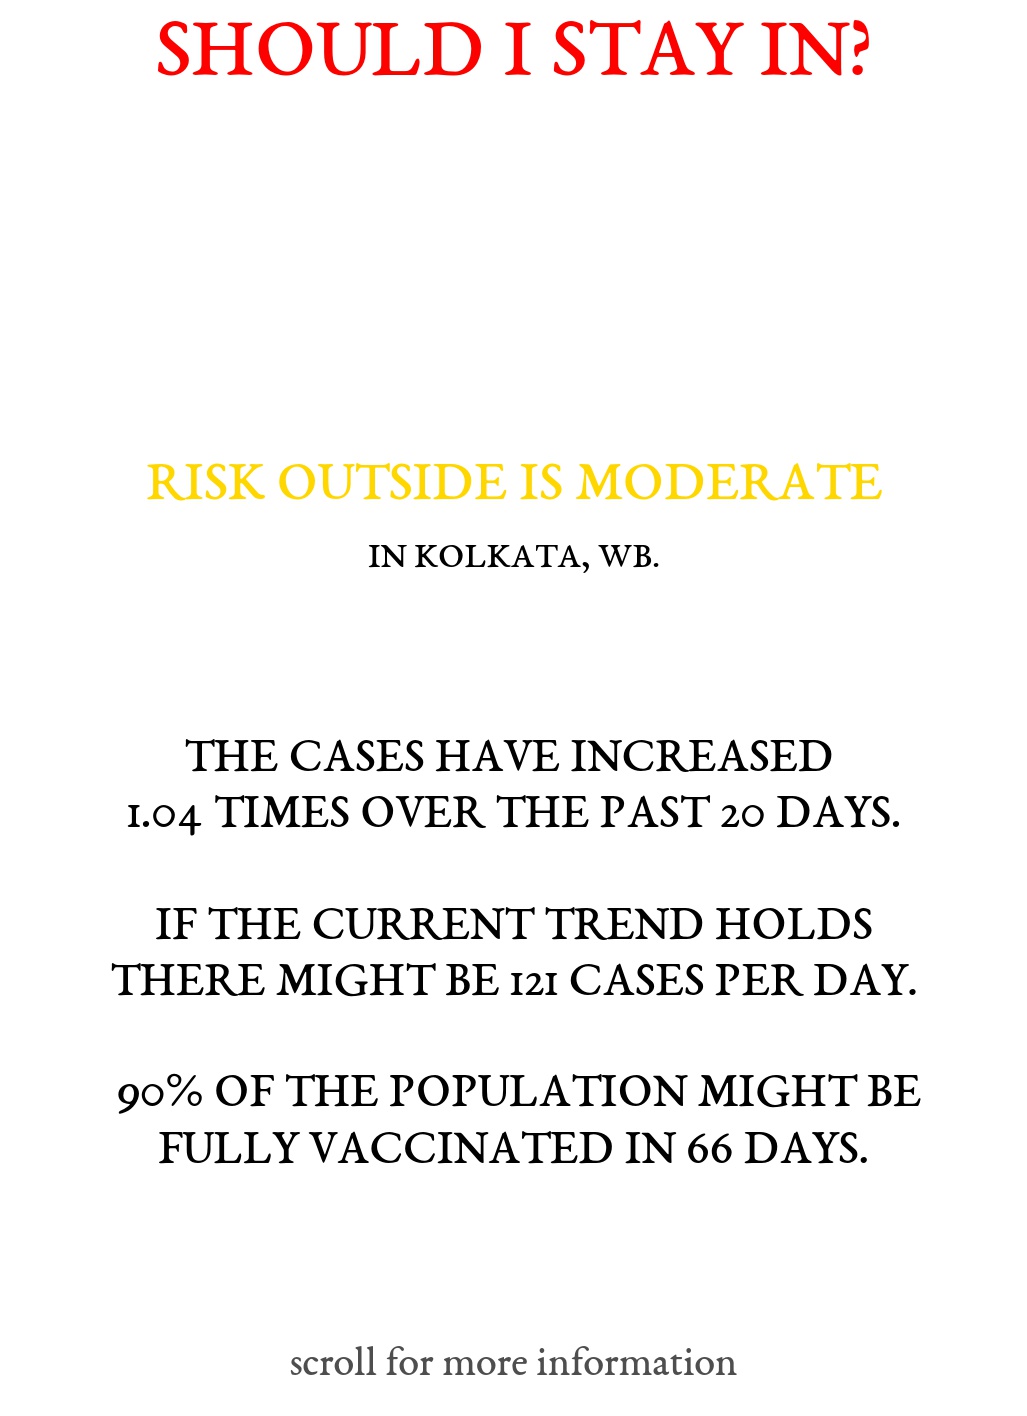 SHOULD I STAY IN?
RISK OUTSIDE IS MODERATE
IN KOLKATA, WB.
THE CASES HAVE INCREASED
1.04 TIMES OVER THE PAST 20 DAYS.
IF THE CURRENT TREND HOLDS
THERE MIGHT BE 121 CASES PER DAY.
90% OF THE POPULATION MIGHT BE
FULLY VACCINATED IN 66 DAYS.
scroll for more information